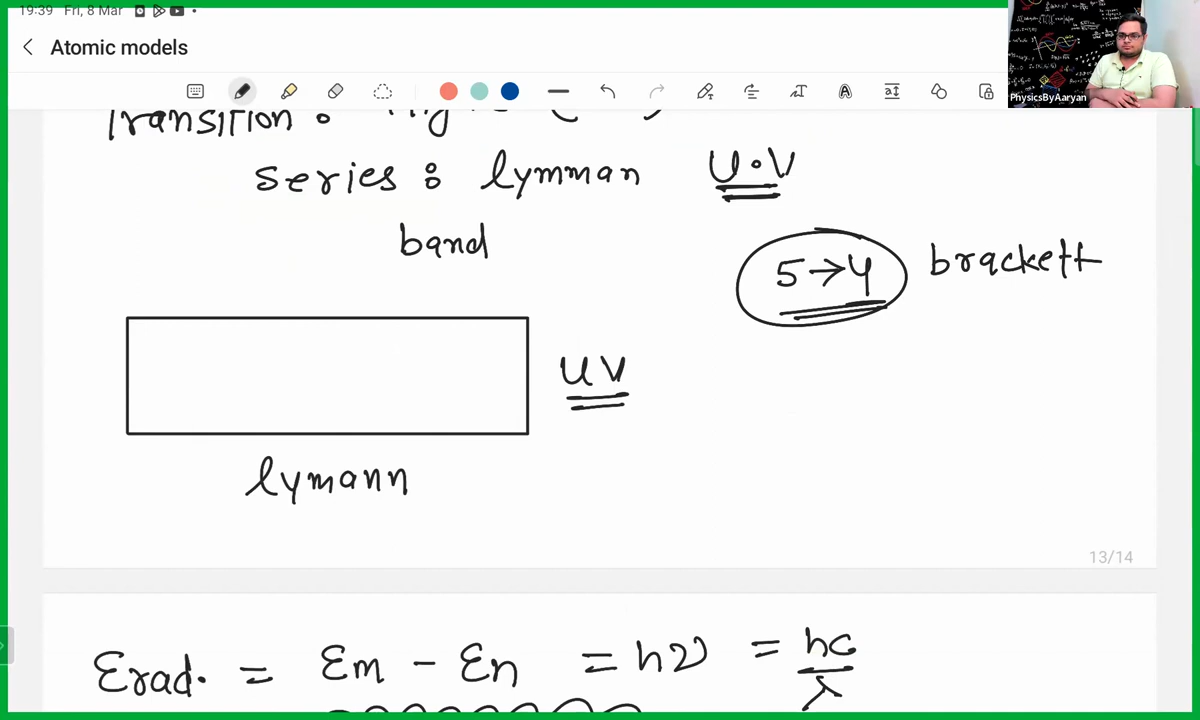 19:39 Fri, 8 Mar
Atomic models
PhysicsByAaryan
Transition :
series : lymman U.V
band
5→4 brackett
UV
lymann
13/14
Erad. = Em - En = hν = hc/λ